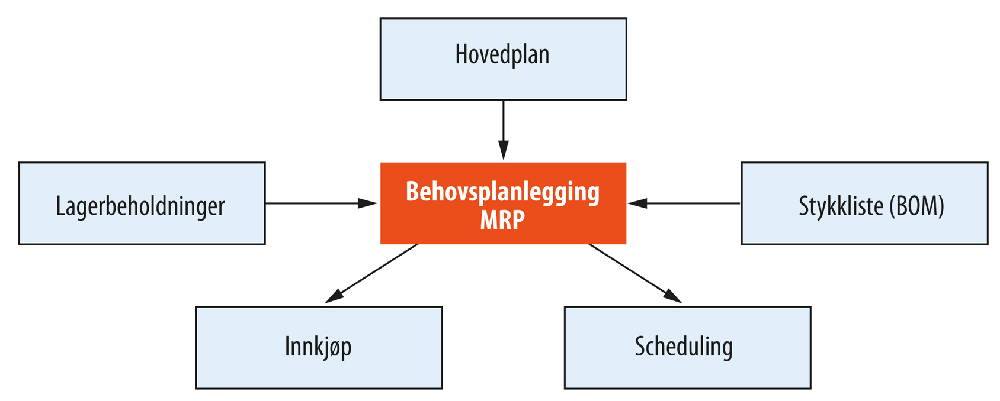 Hovedplan
Lagerbeholdninger
Behovsplanlegging
MRP
Stykkliste (BOM)
Innkjøp
Scheduling